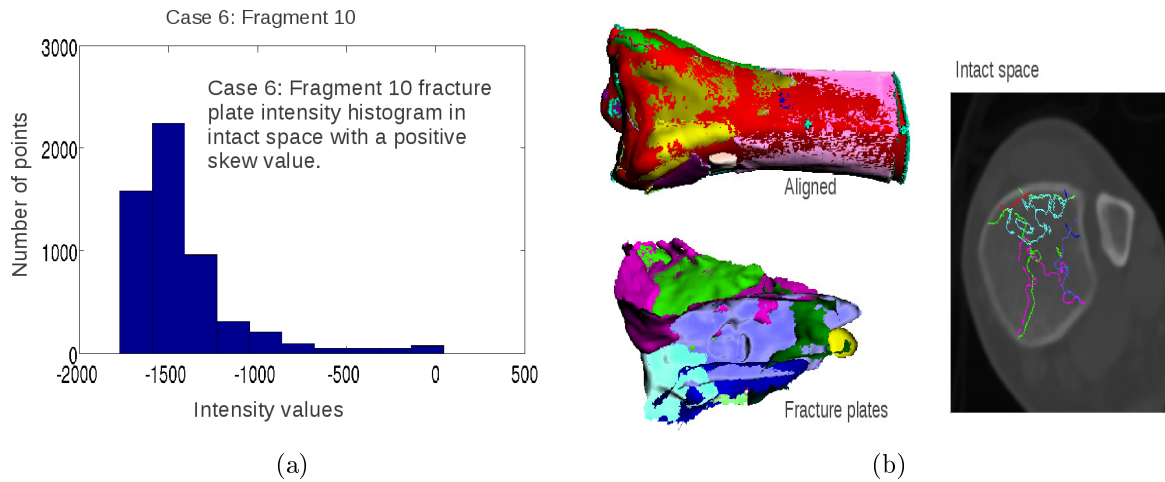 Case 6: Fragment 10
3000
2000
1000
0
Number of points
Case 6: Fragment 10 fracture
plate intensity histogram in
intact space with a positive
skew value.
-2000 -1500 -1000 -500 0 500
Intensity values
(a)
Aligned
Fracture plates
Intact space
(b)